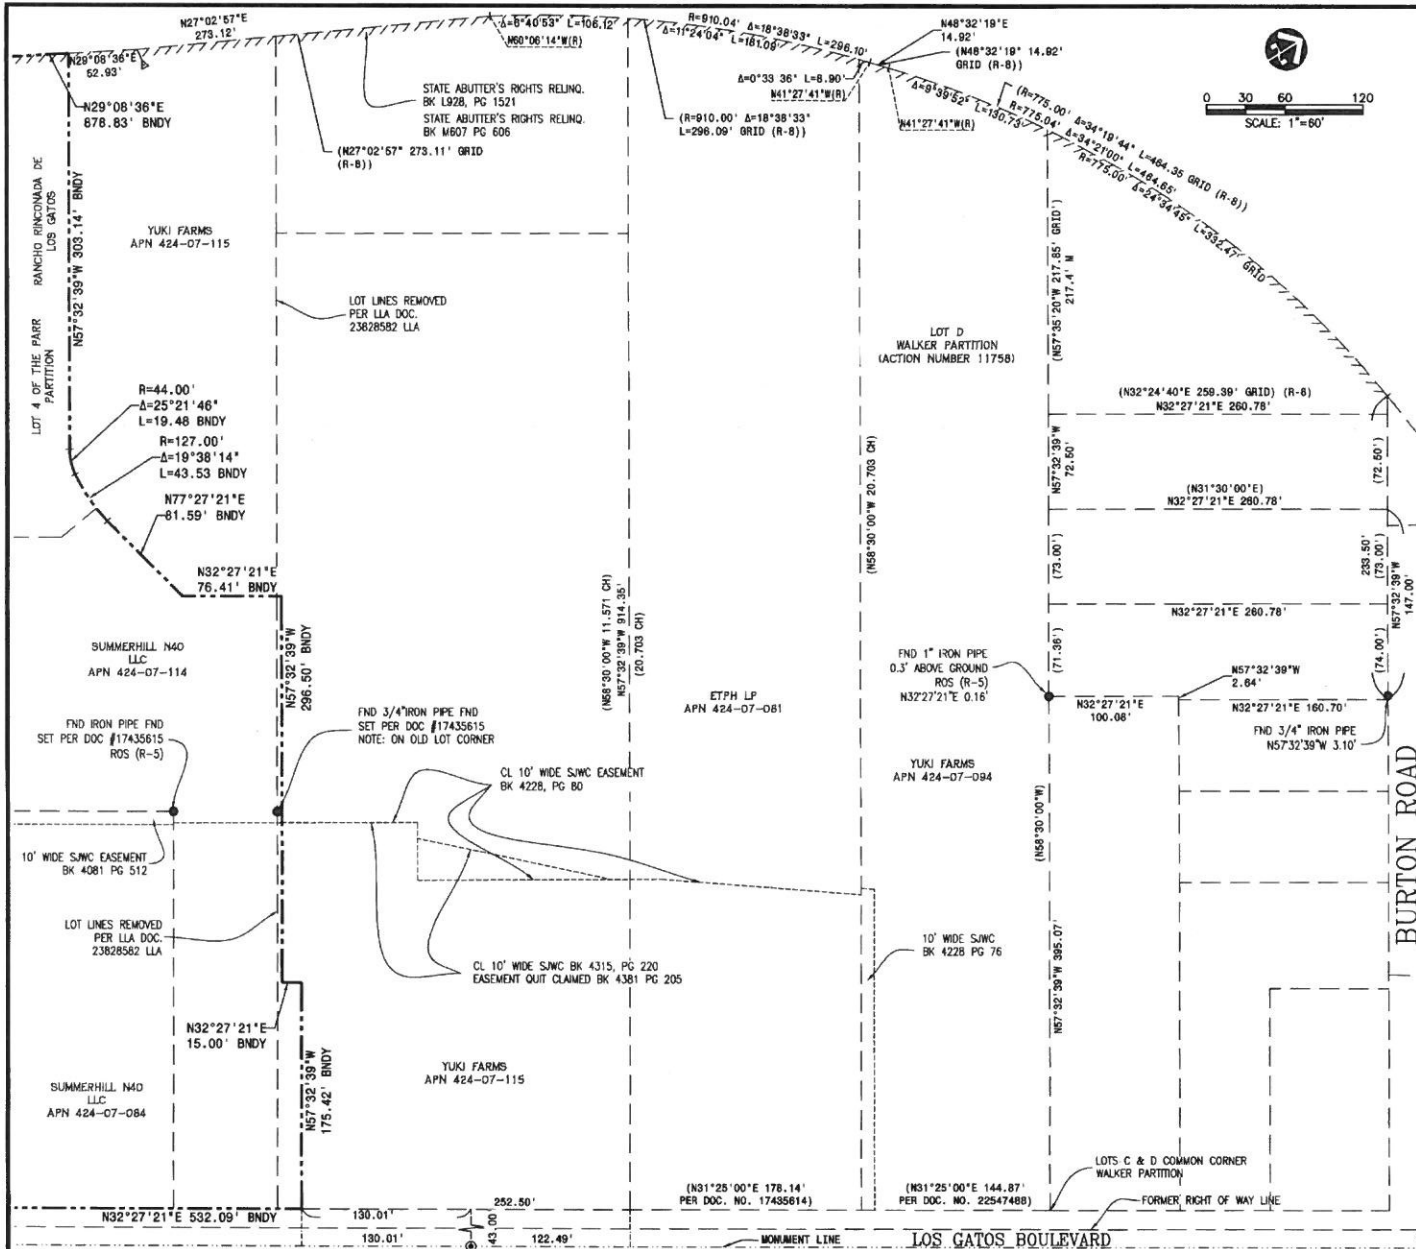 N27°02'57"E
273.12'
Δ=6°40'53" L=106.12'
N60°06'14"W(R)
R=910.04' Δ=18°38'33" L=296.10'
Δ=11°24'04" L=181.09'
N48°32'19"E
14.92'
(N48°32'19" 14.92'
GRID (R-8))
N29°08'36"E
52.93'
N29°08'36"E
878.83' BNDY
STATE ABUTTER'S RIGHTS RELINQ.
BK L928, PG 1521
STATE ABUTTER'S RIGHTS RELINQ.
BK M607 PG 606
(N27°02'57" 273.11' GRID
(R-8))
Δ=0°33 36" L=8.90'
N41°27'41"W(R)
(R=910.00' Δ=18°38'33"
L=296.09' GRID (R-8))
Δ=9°39'52" L=130.73'
N41°27'41"W(R)
(R=775.00' Δ=34°19'44" L=464.35 GRID (R-8))
R=775.04' Δ=34°21'00" L=464.65'
R=775.00' Δ=24°34'45" L=332.47' GRID
0 30 60 120
SCALE: 1"=60'
LOT 4 OF THE PARR RANCHO RINCONADA DE
PARTITION LOS GATOS
N57°32'39"W 303.14' BNDY
YUKI FARMS
APN 424-07-115
LOT LINES REMOVED
PER LLA DOC.
23828582 LLA
LOT D
WALKER PARTITION
(ACTION NUMBER 11758)
(N57°35'20"W 217.85' GRID)
217.4' M
R=44.00'
Δ=25°21'46"
L=19.48 BNDY
R=127.00'
Δ=19°38'14"
L=43.53 BNDY
N77°27'21"E
81.59' BNDY
N32°27'21"E
76.41' BNDY
(N32°24'40"E 259.39' GRID) (R-6)
N32°27'21"E 260.78'
N57°32'39"W
72.50'
(72.50')
(N31°30'00"E)
N32°27'21"E 260.78'
(73.00')
233.50'
(73.00')
N57°32'39"W
147.00'
N32°27'21"E 260.78'
(71.36')
(74.00')
(N58°30'00"W 20.703 CH)
(N58°30'00"W 11.571 CH)
N57°32'39"W 914.35'
(20.703 CH)
SUMMERHILL N40
LLC
APN 424-07-114
N57°32'39"W
296.50' BNDY
FND 1" IRON PIPE
0.3' ABOVE GROUND
ROS (R-5)
N32°27'21"E 0.16'
N57°32'39"W
2.64'
N32°27'21"E
100.08'
N32°27'21"E 160.70'
FND 3/4" IRON PIPE
N57°32'39"W 3.10'
ETPH LP
APN 424-07-081
FND IRON PIPE FND
SET PER DOC #17435615
ROS (R-5)
FND 3/4"IRON PIPE FND
SET PER DOC #17435615
NOTE: ON OLD LOT CORNER
CL 10' WIDE SJWC EASEMENT
BK 4228, PG 80
YUKI FARMS
APN 424-07-094
(N58°30'00"W)
BURTON ROAD
10' WIDE SJWC EASEMENT
BK 4081 PG 512
LOT LINES REMOVED
PER LLA DOC.
23828582 LLA
CL 10' WIDE SJWC BK 4315, PG 220
EASEMENT QUIT CLAIMED BK 4381 PG 205
10' WIDE SJWC
BK 4228 PG 76
N57°32'39"W 395.07'
N32°27'21"E
15.00' BNDY
N57°32'39"W
175.42' BNDY
SUMMERHILL N40
LLC
APN 424-07-084
YUKI FARMS
APN 424-07-115
LOTS C & D COMMON CORNER
WALKER PARTITION
(N31°25'00"E 178.14'
PER DOC. NO. 17435614)
(N31°25'00"E 144.87'
PER DOC. NO. 22547488)
FORMER RIGHT OF WAY LINE
252.50'
N32°27'21"E 532.09' BNDY
130.01'
43.00
130.01'
122.49'
MONUMENT LINE
LOS GATOS BOULEVARD